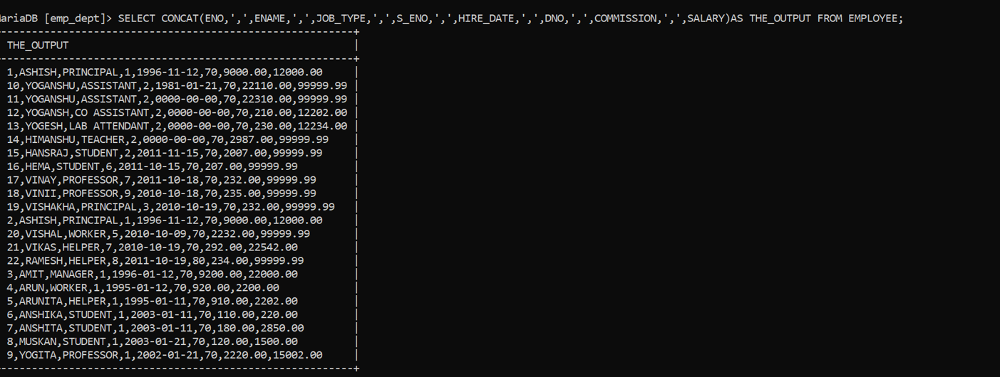 MariaDB [emp_dept]> SELECT CONCAT(ENO,',',ENAME,',',JOB_TYPE,',',S_ENO,',',HIRE_DATE,',',DNO,',',COMMISSION,',',SALARY)AS THE_OUTPUT FROM EMPLOYEE;
---------------------------------------------------------+
THE_OUTPUT |
---------------------------------------------------------+
1,ASHISH,PRINCIPAL,1,1996-11-12,70,9000.00,12000.00 |
10,YOGANSHU,ASSISTANT,2,1981-01-21,70,22110.00,99999.99 |
11,YOGANSHU,ASSISTANT,2,0000-00-00,70,22310.00,99999.99 |
12,YOGANSH,CO ASSISTANT,2,0000-00-00,70,210.00,12202.00 |
13,YOGESH,LAB ATTENDANT,2,0000-00-00,70,230.00,12234.00 |
14,HIMANSHU,TEACHER,2,0000-00-00,70,2987.00,99999.99 |
15,HANSRAJ,STUDENT,2,2011-11-15,70,2007.00,99999.99 |
16,HEMA,STUDENT,6,2011-10-15,70,207.00,99999.99 |
17,VINAY,PROFESSOR,7,2011-10-18,70,232.00,99999.99 |
18,VINII,PROFESSOR,9,2010-10-18,70,235.00,99999.99 |
19,VISHAKHA,PRINCIPAL,3,2010-10-19,70,232.00,99999.99 |
2,ASHISH,PRINCIPAL,1,1996-11-12,70,9000.00,12000.00 |
20,VISHAL,WORKER,5,2010-10-09,70,2232.00,99999.99 |
21,VIKAS,HELPER,7,2010-10-19,70,292.00,22542.00 |
22,RAMESH,HELPER,8,2011-10-19,80,234.00,99999.99 |
3,AMIT,MANAGER,1,1996-01-12,70,9200.00,22000.00 |
4,ARUN,WORKER,1,1995-01-12,70,920.00,2200.00 |
5,ARUNITA,HELPER,1,1995-01-11,70,910.00,2202.00 |
6,ANSHIKA,STUDENT,1,2003-01-11,70,110.00,220.00 |
7,ANSHITA,STUDENT,1,2003-01-11,70,180.00,2850.00 |
8,MUSKAN,STUDENT,1,2003-01-21,70,120.00,1500.00 |
9,YOGITA,PROFESSOR,1,2002-01-21,70,2220.00,15002.00 |
---------------------------------------------------------+